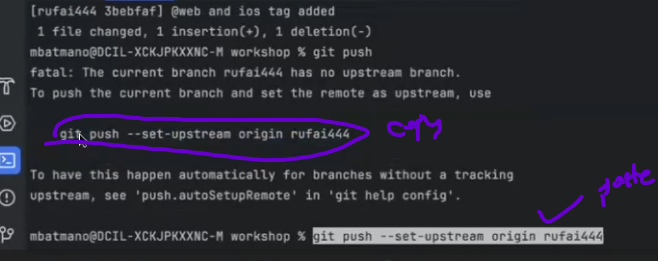 [rufai444 3bebfaf] @web and ios tag added
1 file changed, 1 insertion(+), 1 deletion(-)
mbatmano@DCIL-XCKJPKXXNC-M workshop % git push
fatal: The current branch rufai444 has no upstream branch.
To push the current branch and set the remote as upstream, use
git push --set-upstream origin rufai444
copy
To have this happen automatically for branches without a tracking
upstream, see 'push.autoSetupRemote' in 'git help config'.
paste
mbatmano@DCIL-XCKJPKXXNC-M workshop % git push --set-upstream origin rufai444